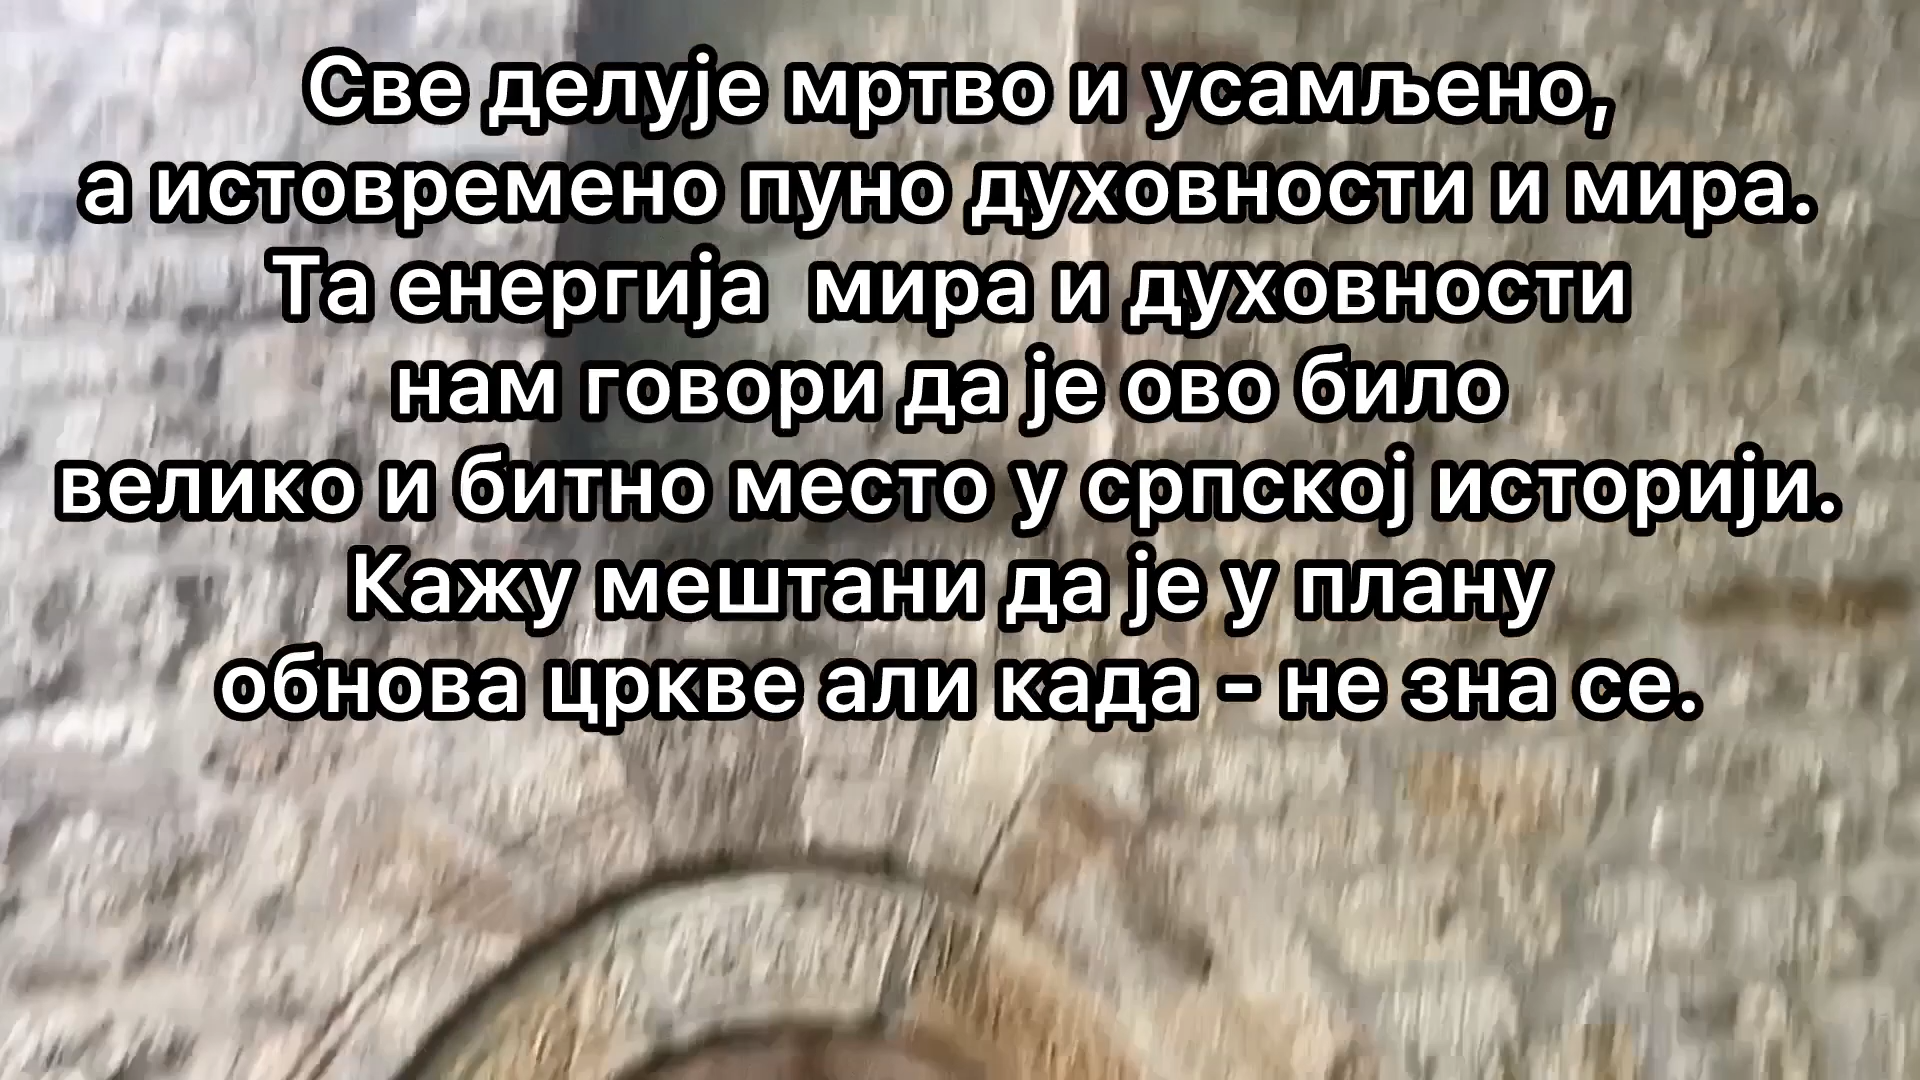 Све делује мртво и усамљено,
а истовремено пуно духовности и мира.
Та енергија  мира и духовности
нам говори да је ово било
велико и битно место у српској историји.
Кажу мештани да је у плану
обнова цркве али када - не зна се.